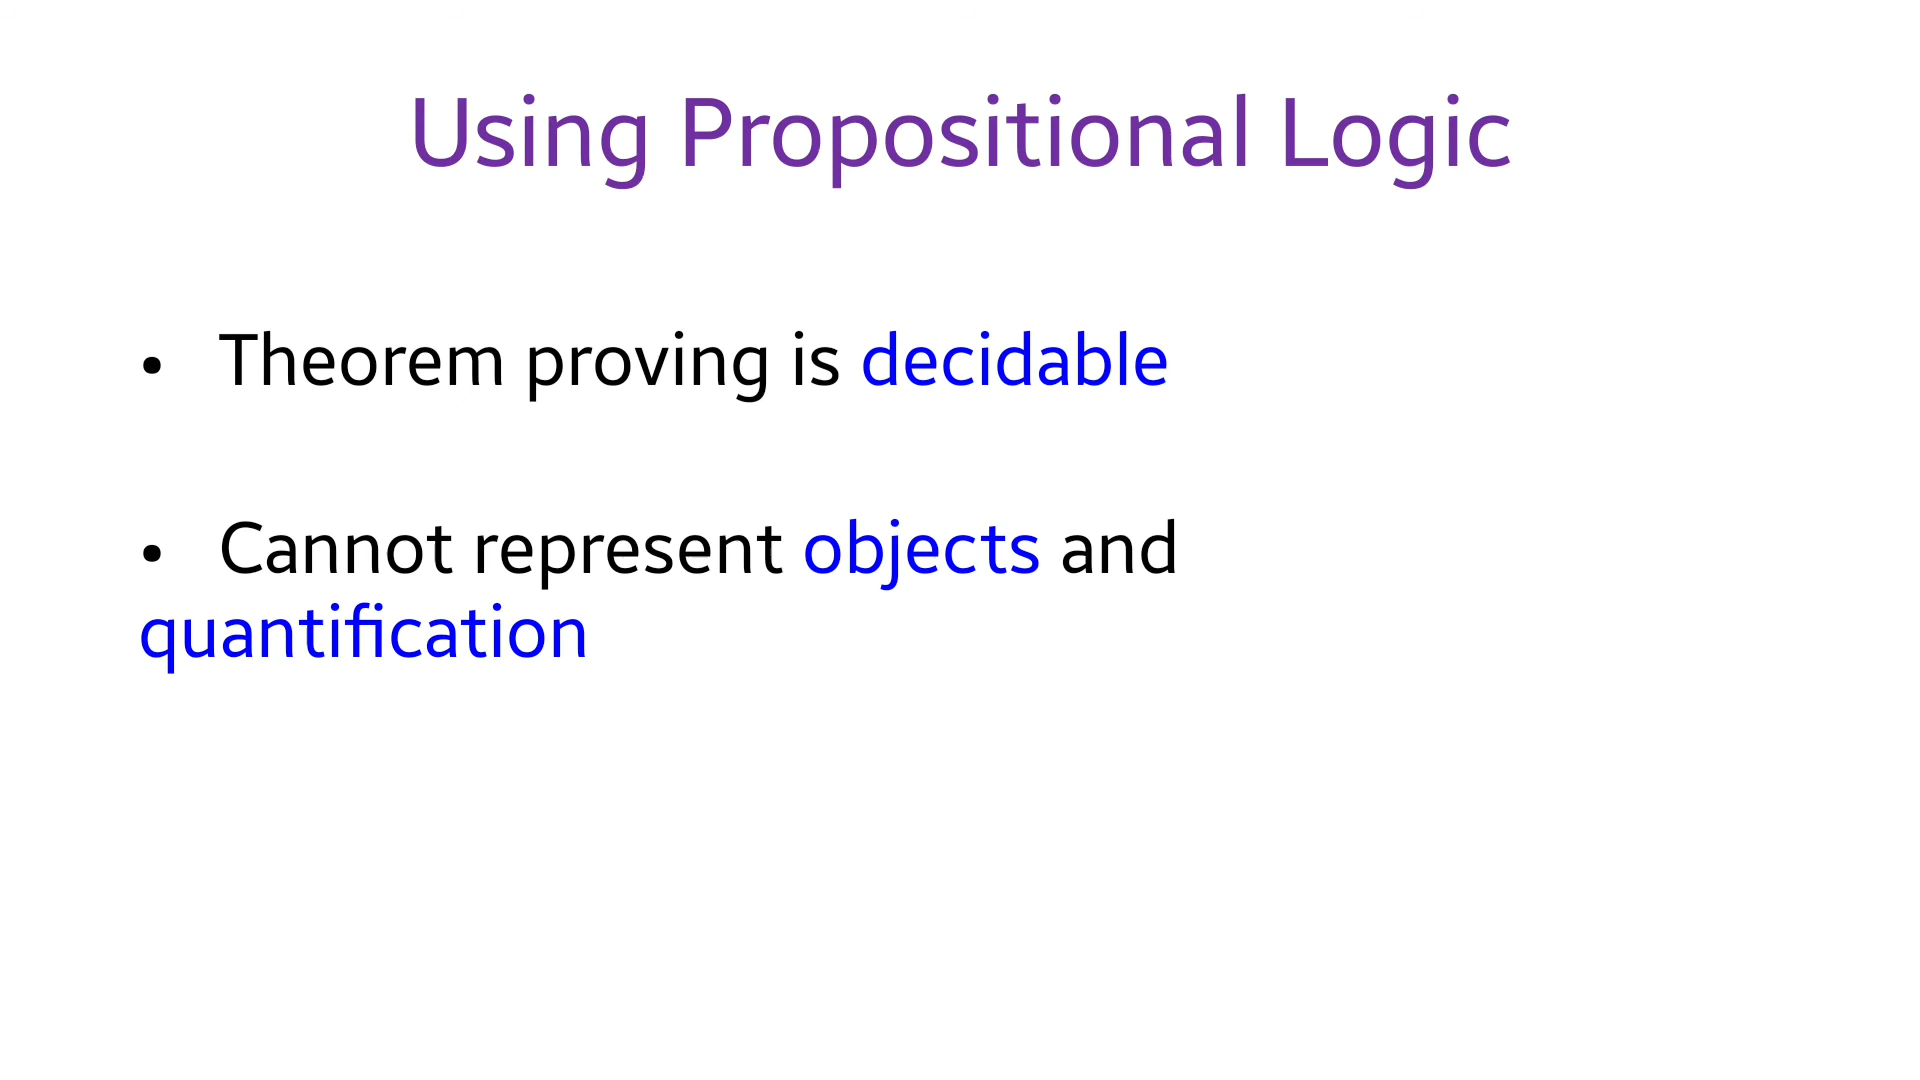 Using Propositional Logic
• Theorem proving is decidable
• Cannot represent objects and
quantification